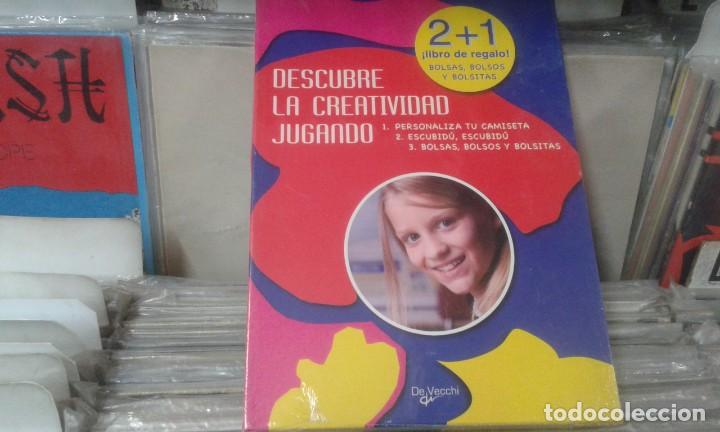 2+1
¡libro de regalo!
BOLSAS, BOLSOS
Y BOLSITAS
DESCUBRE
LA CREATIVIDAD
JUGANDO
1. PERSONALIZA TU CAMISETA
2. ESCUBIDÚ, ESCUBIDÚ
3. BOLSAS, BOLSOS Y BOLSITAS
De Vecchi
todocoleccion